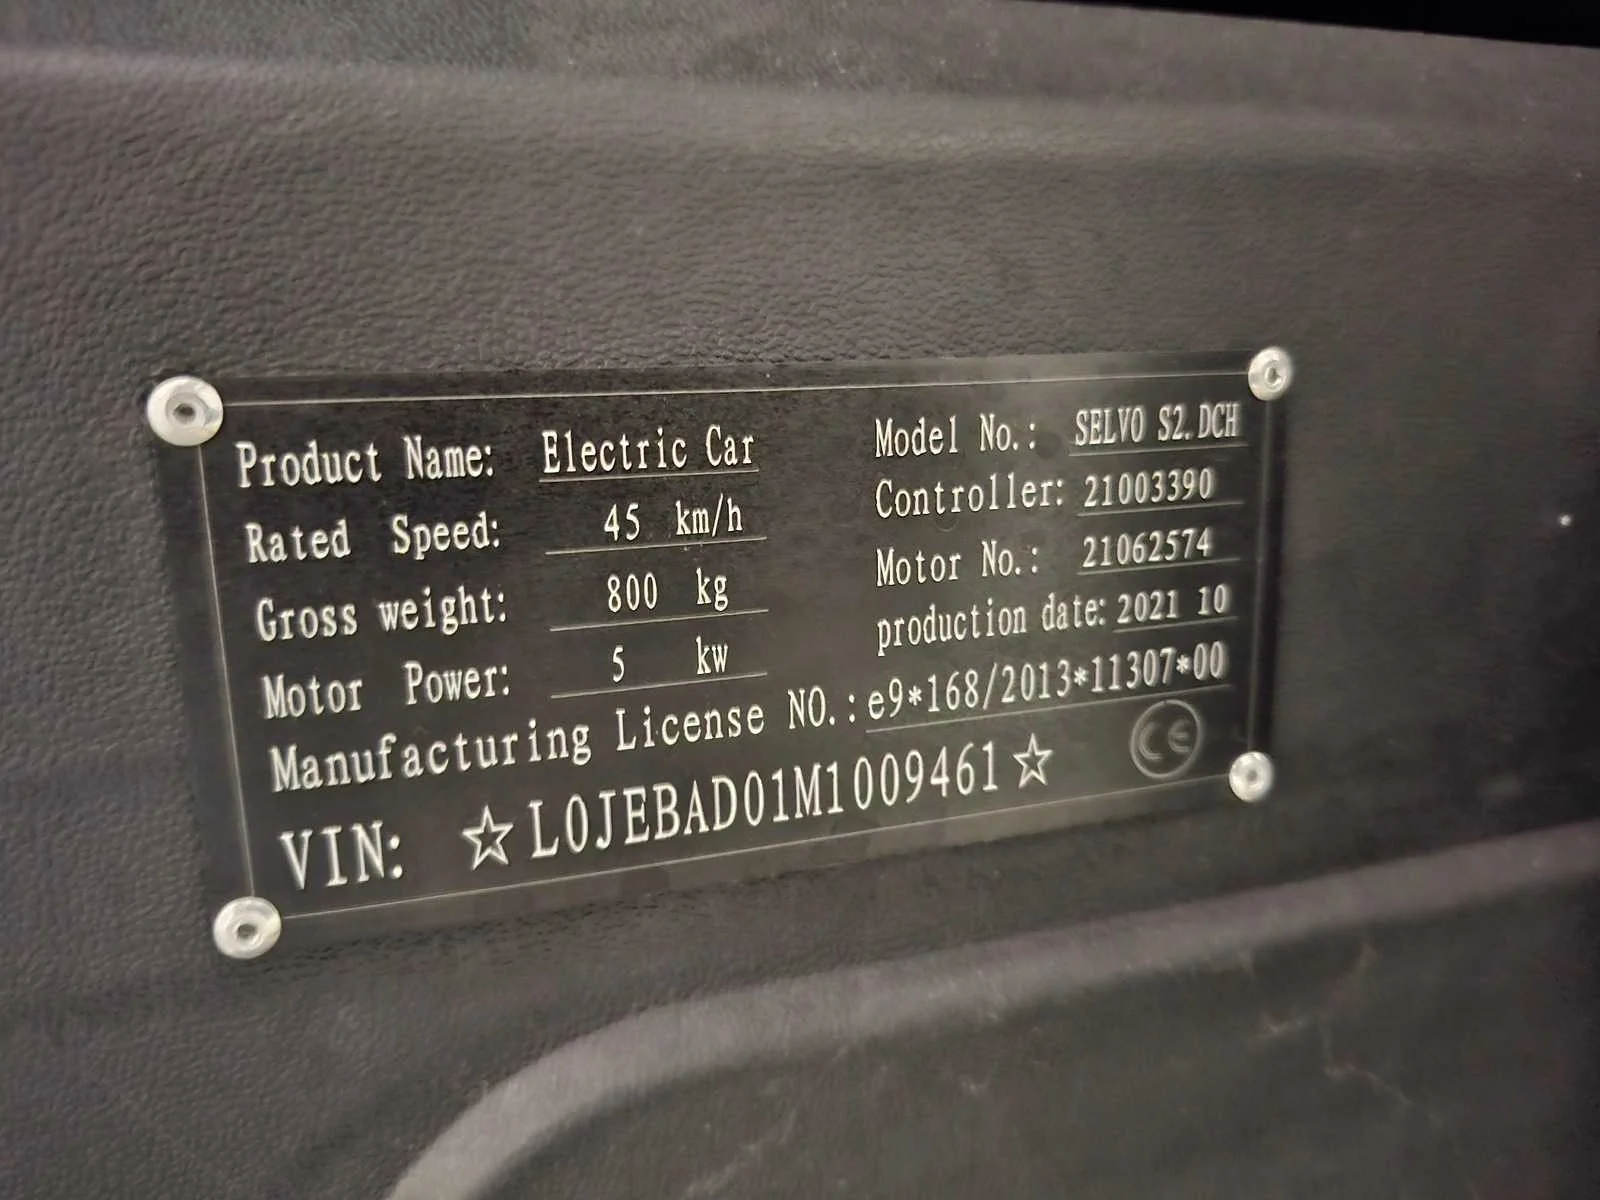 Product Name: Electric Car
Rated Speed: 45 km/h
Gross weight: 800 kg
Motor Power: 5 kw
Model No.: SELVO S2.DCH
Controller: 21003390
Motor No.: 21062574
production date: 2021 10
Manufacturing License NO.: e9*168/2013*11307*00
VIN: ☆L0JEBAD01M1009461☆
CE